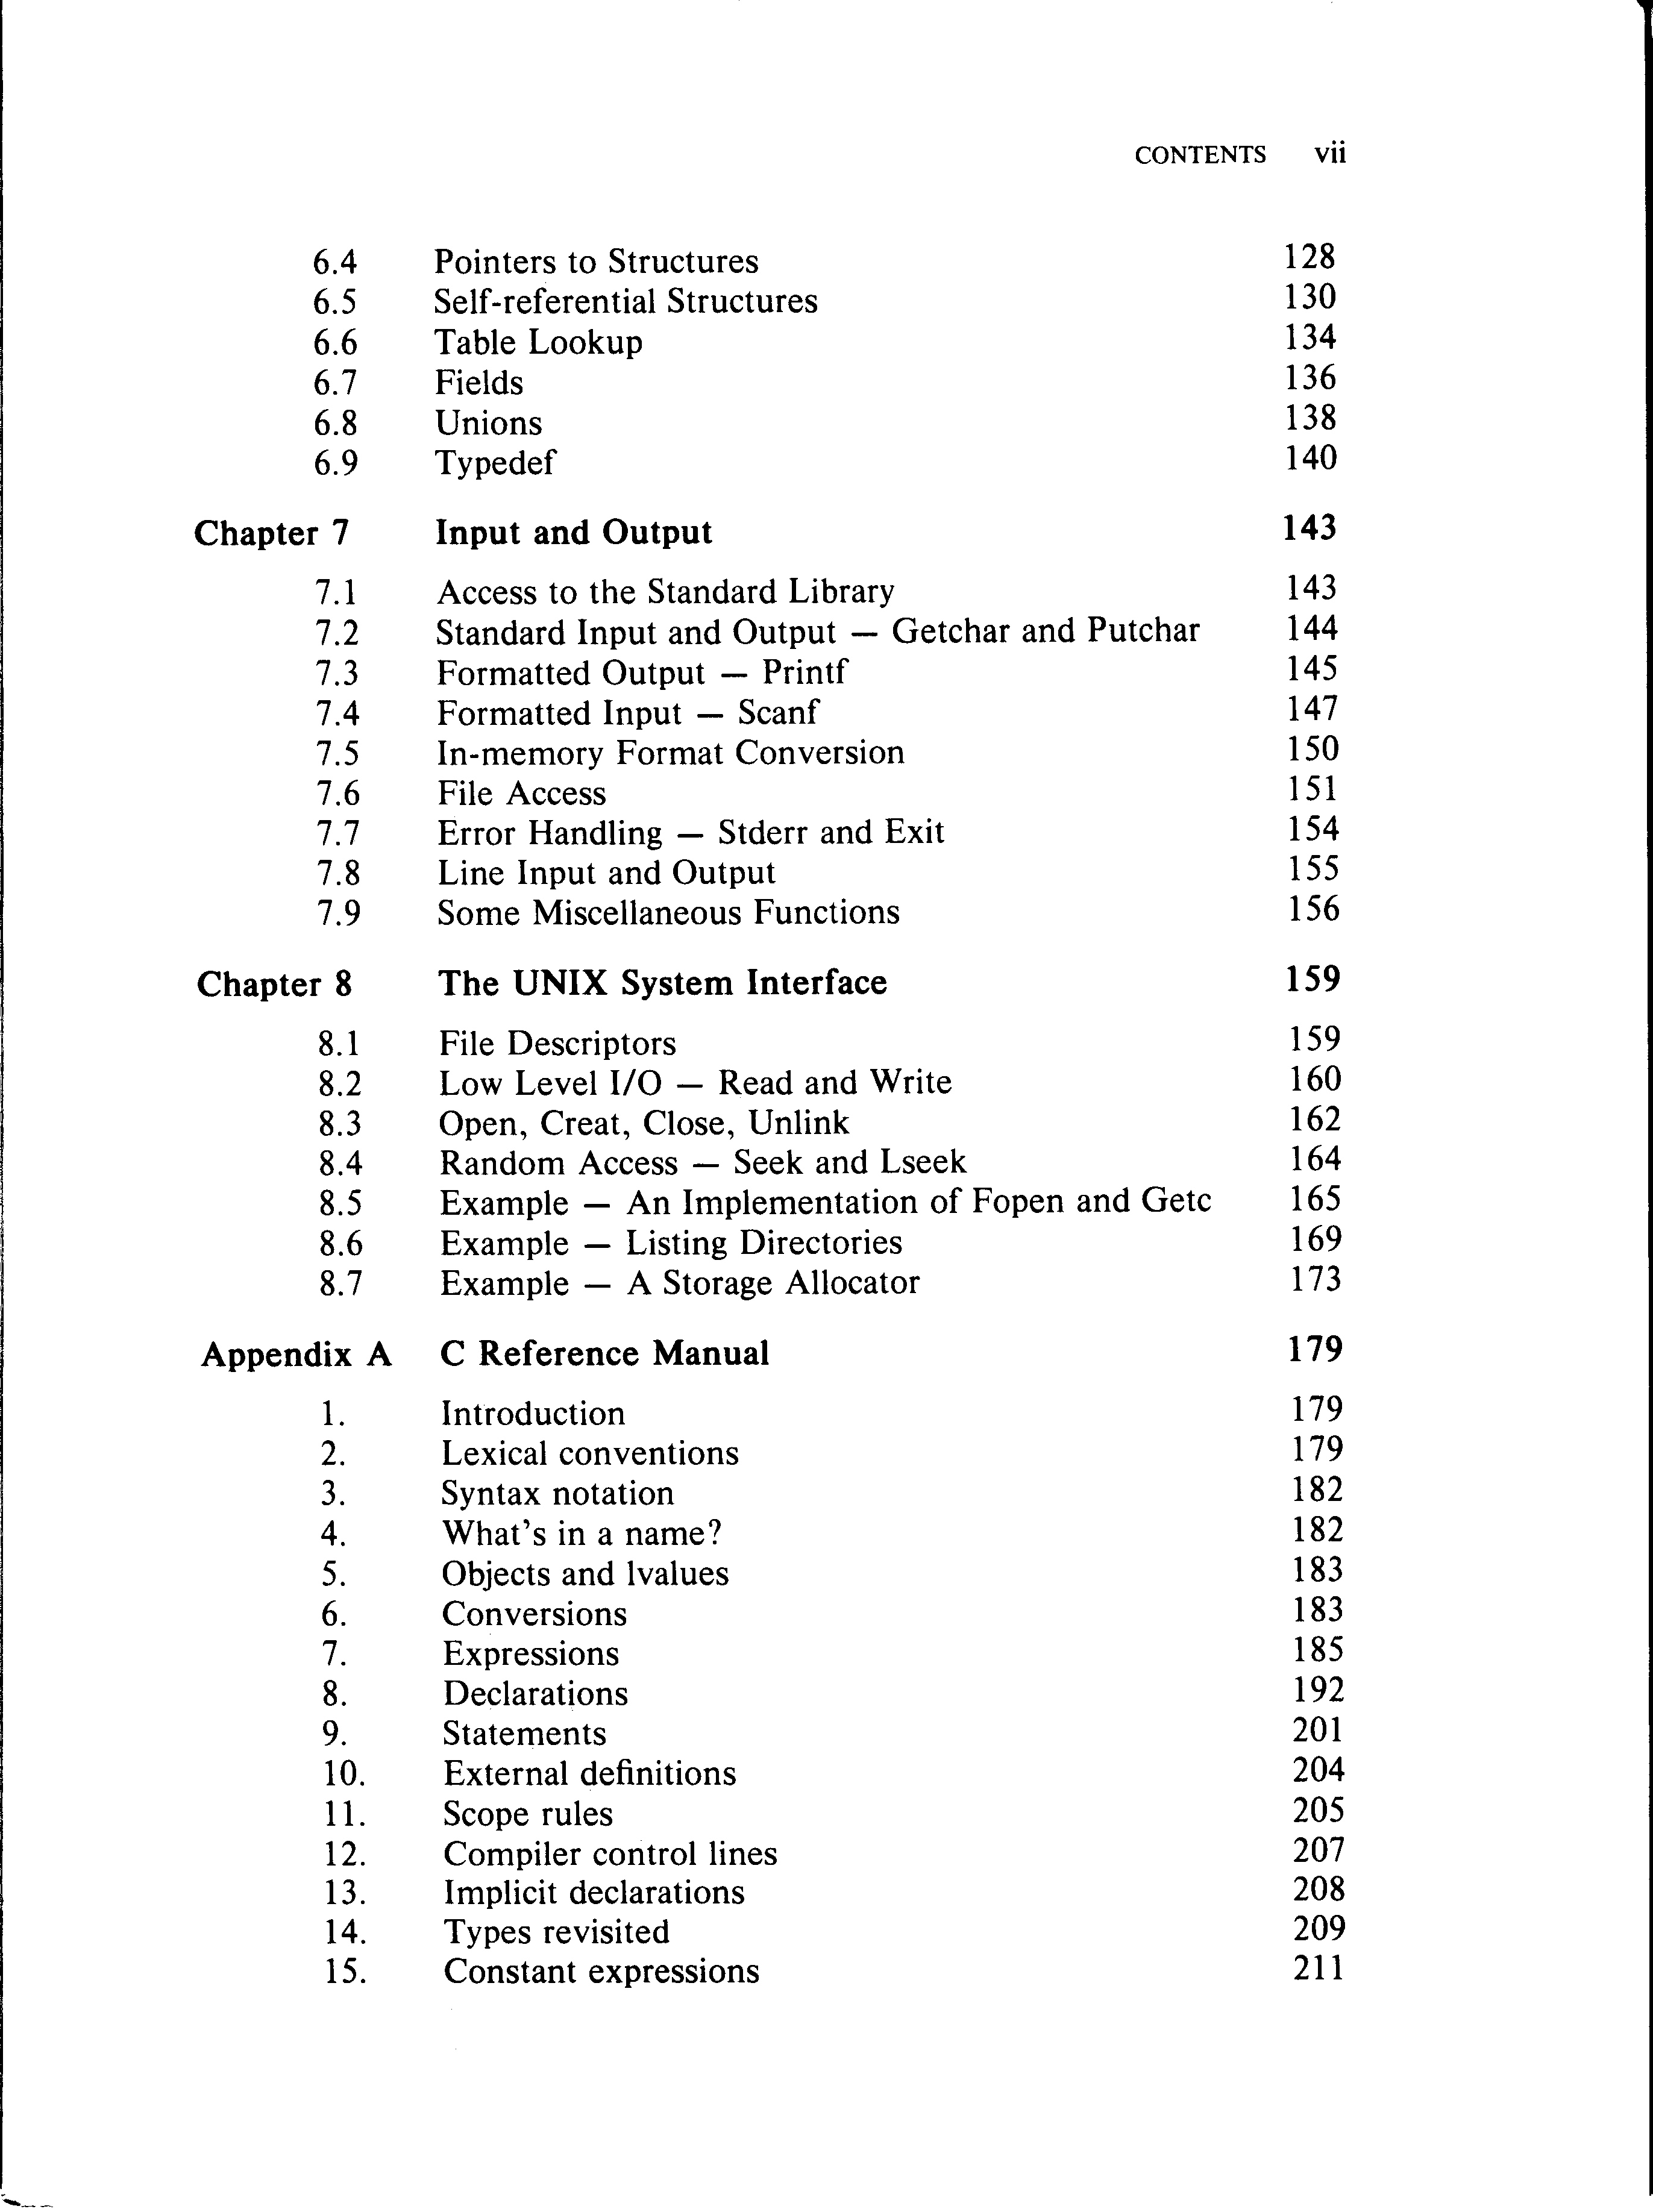 CONTENTS vii
6.4 Pointers to Structures 128
6.5 Self-referential Structures 130
6.6 Table Lookup 134
6.7 Fields 136
6.8 Unions 138
6.9 Typedef 140
Chapter 7 Input and Output 143
7.1 Access to the Standard Library 143
7.2 Standard Input and Output — Getchar and Putchar 144
7.3 Formatted Output — Printf 145
7.4 Formatted Input — Scanf 147
7.5 In-memory Format Conversion 150
7.6 File Access 151
7.7 Error Handling — Stderr and Exit 154
7.8 Line Input and Output 155
7.9 Some Miscellaneous Functions 156
Chapter 8 The UNIX System Interface 159
8.1 File Descriptors 159
8.2 Low Level I/O — Read and Write 160
8.3 Open, Creat, Close, Unlink 162
8.4 Random Access — Seek and Lseek 164
8.5 Example — An Implementation of Fopen and Getc 165
8.6 Example — Listing Directories 169
8.7 Example — A Storage Allocator 173
Appendix A C Reference Manual 179
1. Introduction 179
2. Lexical conventions 179
3. Syntax notation 182
4. What's in a name? 182
5. Objects and lvalues 183
6. Conversions 183
7. Expressions 185
8. Declarations 192
9. Statements 201
10. External definitions 204
11. Scope rules 205
12. Compiler control lines 207
13. Implicit declarations 208
14. Types revisited 209
15. Constant expressions 211